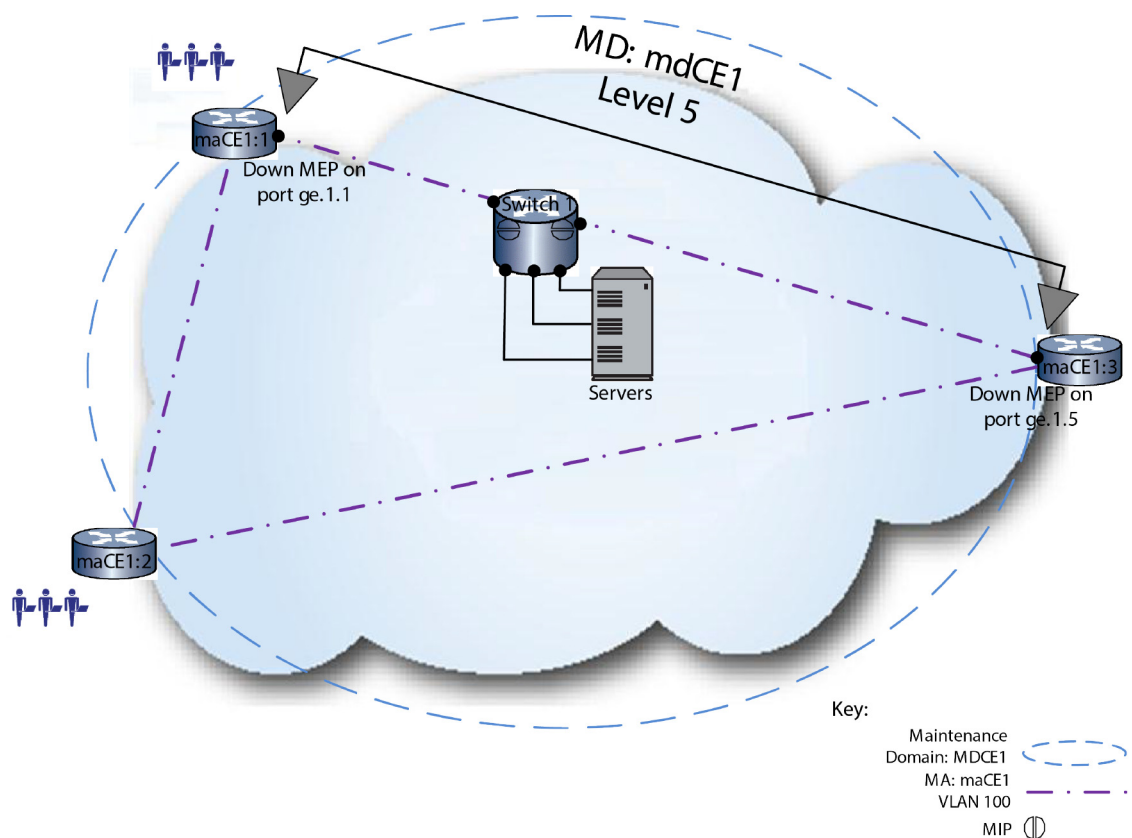 MD: mdCE1
Level 5
maCE1:1
Down MEP on
port ge.1.1
Switch 1
Servers
maCE1:3
Down MEP on
port ge.1.5
maCE1:2
Key:
Maintenance
Domain: MDCE1
MA: maCE1
VLAN 100
MIP